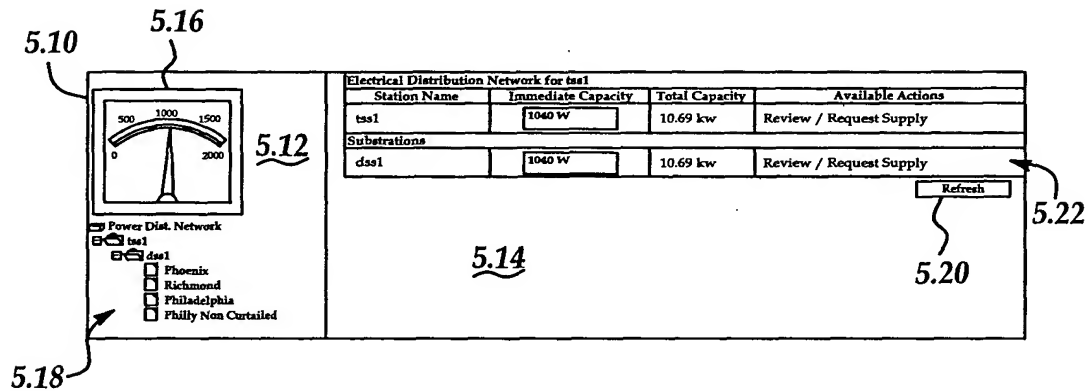 5.16
5.10
500 1000 1500
0 2000
5.12
Power Dist. Network
tss1
dss1
Phoenix
Richmond
Philadelphia
Philly Non Curtailed
5.18
Electrical Distribution Network for tss1
Station Name Immediate Capacity Total Capacity Available Actions
tss1 1040 W 10.69 kw Review / Request Supply
Substrations
dss1 1040 W 10.69 kw Review / Request Supply
Refresh
5.22
5.20
5.14